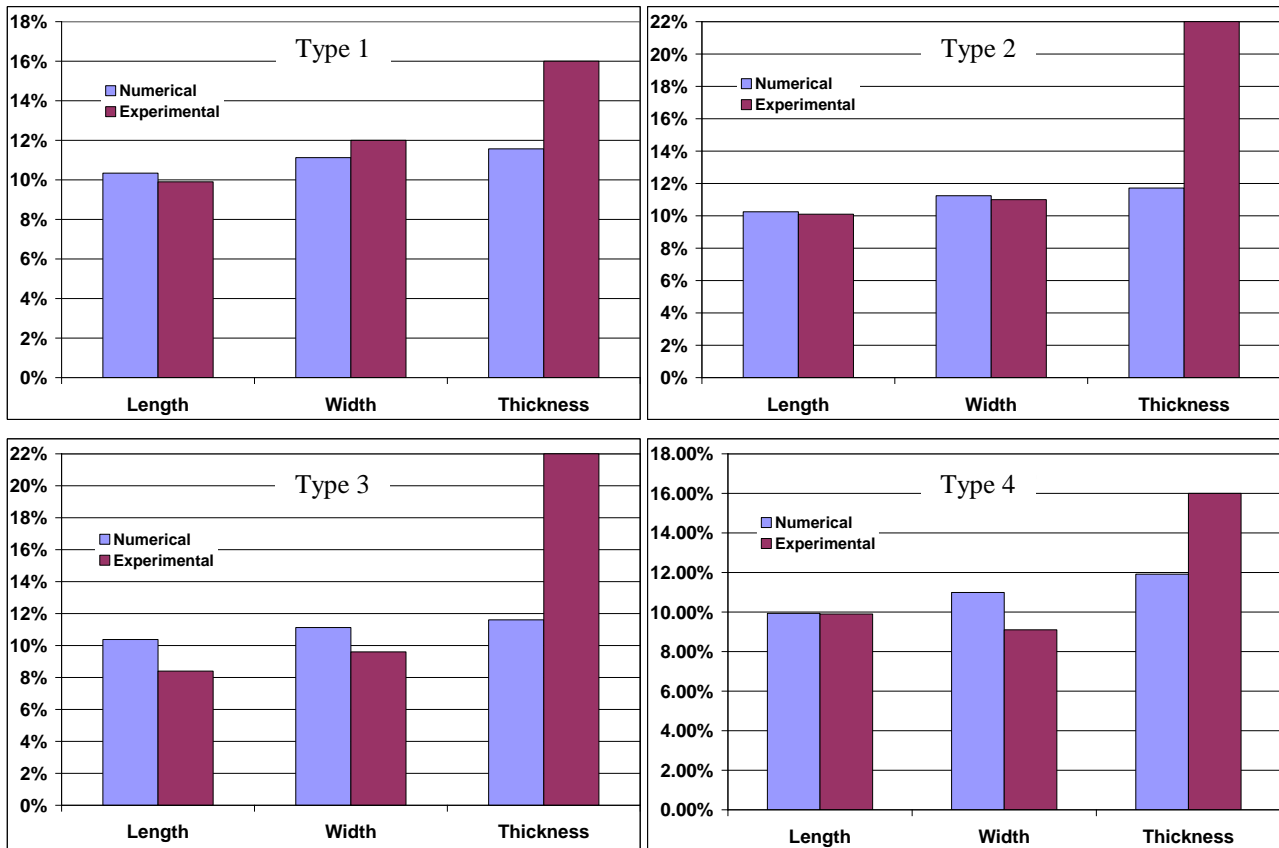 Type 1
18%
16%
14%
12%
10%
8%
6%
4%
2%
0%
Numerical
Experimental
Length Width Thickness
Type 2
22%
20%
18%
16%
14%
12%
10%
8%
6%
4%
2%
0%
Numerical
Experimental
Length Width Thickness
Type 3
22%
20%
18%
16%
14%
12%
10%
8%
6%
4%
2%
0%
Numerical
Experimental
Length Width Thickness
Type 4
18.00%
16.00%
14.00%
12.00%
10.00%
8.00%
6.00%
4.00%
2.00%
0.00%
Numerical
Experimental
Length Width Thickness